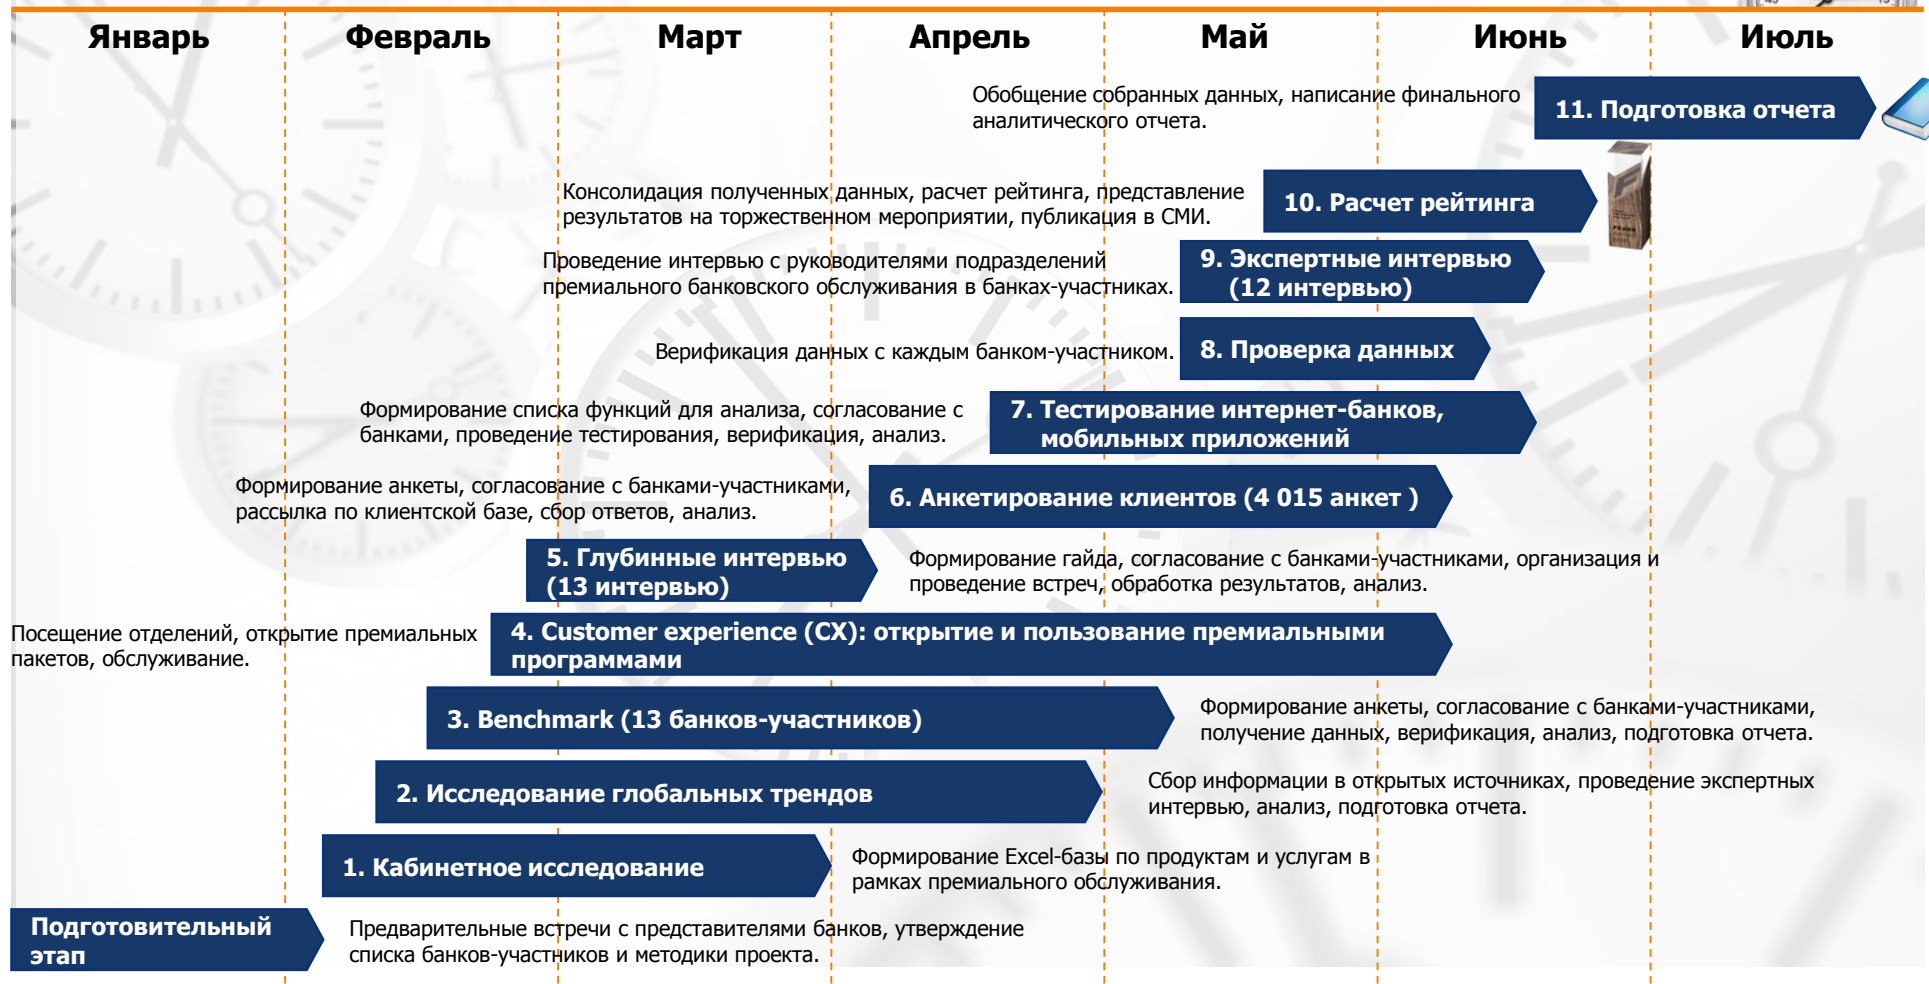 Январь Февраль Март Апрель Май Июнь Июль
Обобщение собранных данных, написание финального
аналитического отчета.
11. Подготовка отчета
Консолидация полученных данных, расчет рейтинга, представление
результатов на торжественном мероприятии, публикация в СМИ.
10. Расчет рейтинга
Проведение интервью с руководителями подразделений
премиального банковского обслуживания в банках-участниках.
9. Экспертные интервью
(12 интервью)
Верификация данных с каждым банком-участником.
8. Проверка данных
Формирование списка функций для анализа, согласование с
банками, проведение тестирования, верификация, анализ.
7. Тестирование интернет-банков,
мобильных приложений
Формирование анкеты, согласование с банками-участниками,
рассылка по клиентской базе, сбор ответов, анализ.
6. Анкетирование клиентов (4 015 анкет )
5. Глубинные интервью
(13 интервью)
Формирование гайда, согласование с банками-участниками, организация и
проведение встреч, обработка результатов, анализ.
Посещение отделений, открытие премиальных
пакетов, обслуживание.
4. Customer experience (CX): открытие и пользование премиальными
программами
3. Benchmark (13 банков-участников)
Формирование анкеты, согласование с банками-участниками,
получение данных, верификация, анализ, подготовка отчета.
2. Исследование глобальных трендов
Сбор информации в открытых источниках, проведение экспертных
интервью, анализ, подготовка отчета.
1. Кабинетное исследование
Формирование Excel-базы по продуктам и услугам в
рамках премиального обслуживания.
Подготовительный
этап
Предварительные встречи с представителями банков, утверждение
списка банков-участников и методики проекта.